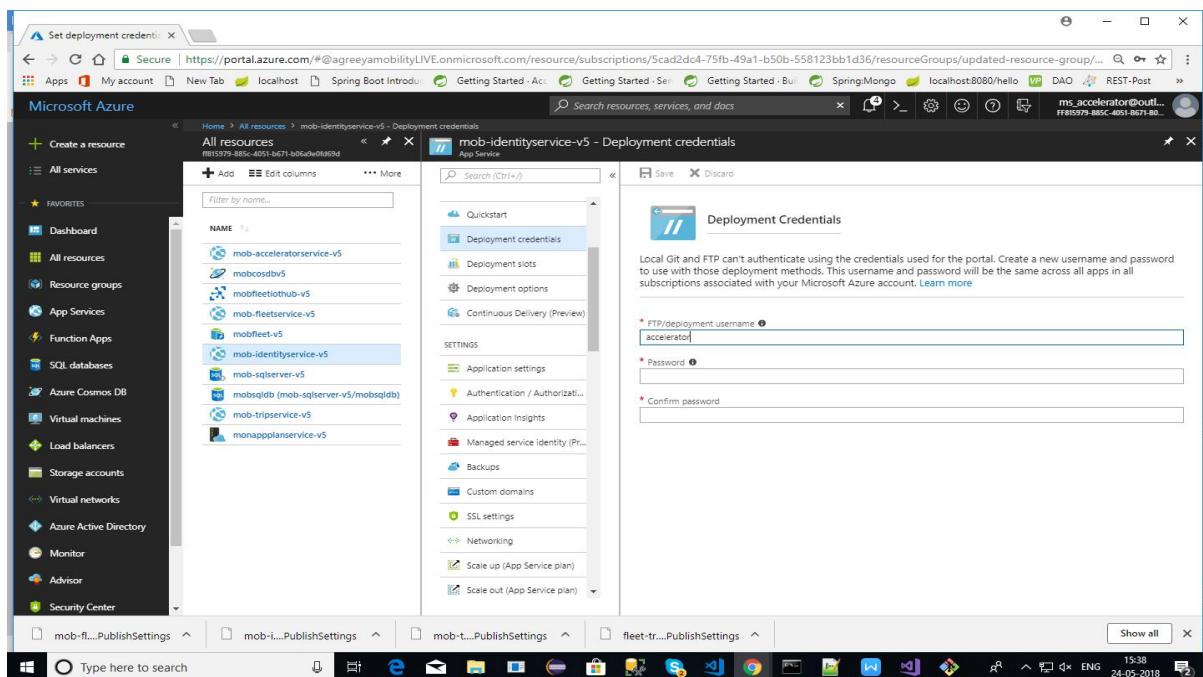 Set deployment credenti
Secure | https://portal.azure.com/#@agreeyamobilityLIVE.onmicrosoft.com/resource/subscriptions/5cad2dc4-75fb-49a1-b50b-558123bb1d36/resourceGroups/updated-resource-group/...
Apps My account New Tab localhost Spring Boot Introdu Getting Started · Acc Getting Started · Ser Getting Started · Bui Spring:Mongo localhost:8080/hello VP DAO REST-Post »
Microsoft Azure
Search resources, services, and docs
ms_accelerator@outl...
FF815979-885C-4051-B671-B0...
Create a resource
All services
FAVORITES
Dashboard
All resources
Resource groups
App Services
Function Apps
SQL databases
Azure Cosmos DB
Virtual machines
Load balancers
Storage accounts
Virtual networks
Azure Active Directory
Monitor
Advisor
Security Center
Home > All resources > mob-identityservice-v5 - Deployment credentials
All resources
Add Edit columns ••• More
Filter by name...
NAME
mob-acceleratorservice-v5
mobcosdbv5
mobfleetiothub-v5
mob-fleetservice-v5
mobfleet-v5
mob-identityservice-v5
mob-sqlserver-v5
mobsqldb (mob-sqlserver-v5/mobsqldb)
mob-tripservice-v5
monappplanservice-v5
mob-identityservice-v5 - Deployment credentials
App Service
Search (Ctrl+/)
Quickstart
Deployment credentials
Deployment slots
Deployment options
Continuous Delivery (Preview)
SETTINGS
Application settings
Authentication / Authorizati...
Application Insights
Managed service identity (Pr...
Backups
Custom domains
SSL settings
Networking
Scale up (App Service plan)
Scale out (App Service plan)
Save Discard
Deployment Credentials
Local Git and FTP can't authenticate using the credentials used for the portal. Create a new username and password
to use with those deployment methods. This username and password will be the same across all apps in all
subscriptions associated with your Microsoft Azure account. Learn more
* FTP/deployment username
accelerator
* Password
* Confirm password
mob-fl....PublishSettings mob-i....PublishSettings mob-t....PublishSettings fleet-tr....PublishSettings Show all
Type here to search
ENG
15:38
24-05-2018